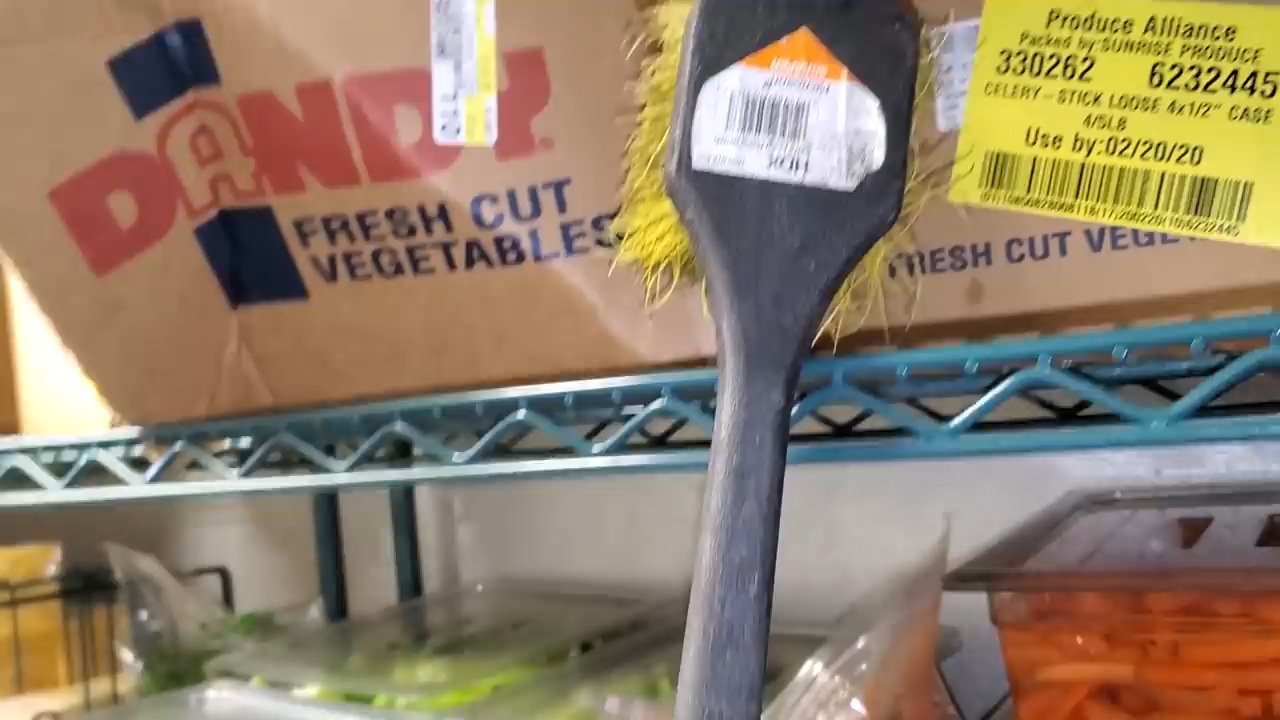 DANDY
FRESH CUT
VEGETABLES
FRESH CUT
Produce Alliance
Packed by:SUNRISE PRODUCE
330262 6232445
CELERY-STICK LOOSE 4x1/2" CASE
4/5LB
Use by:02/20/20